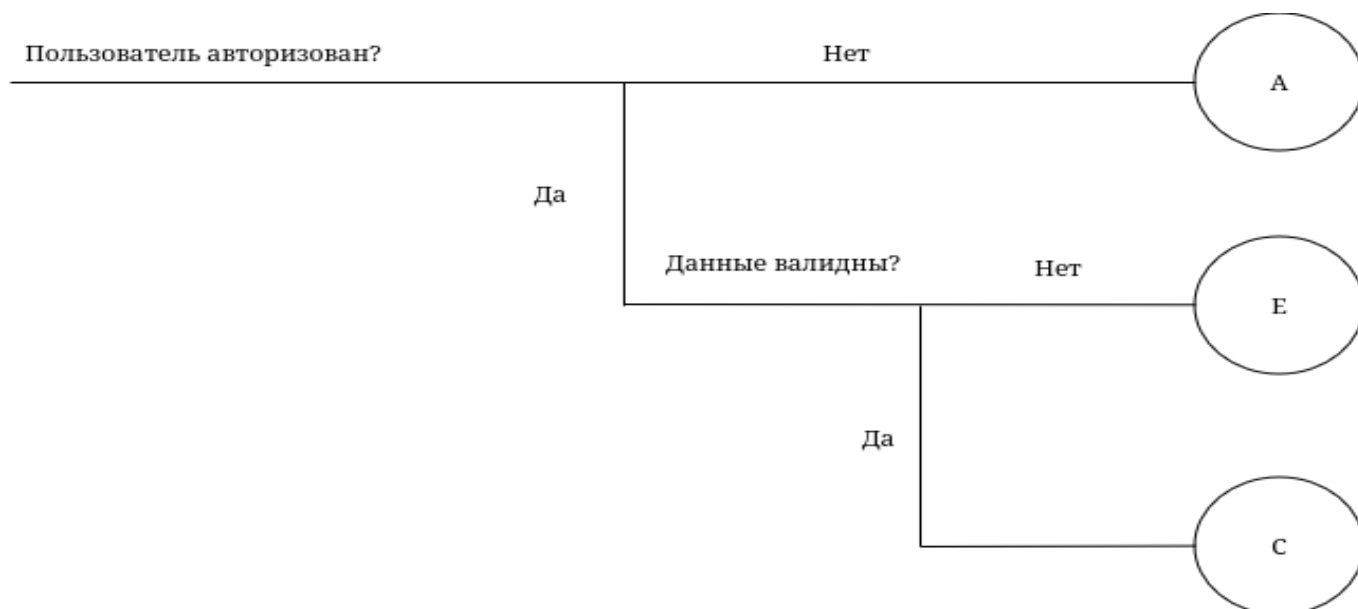 Пользователь авторизован?
Нет
A
Да
Данные валидны?
Нет
E
Да
C